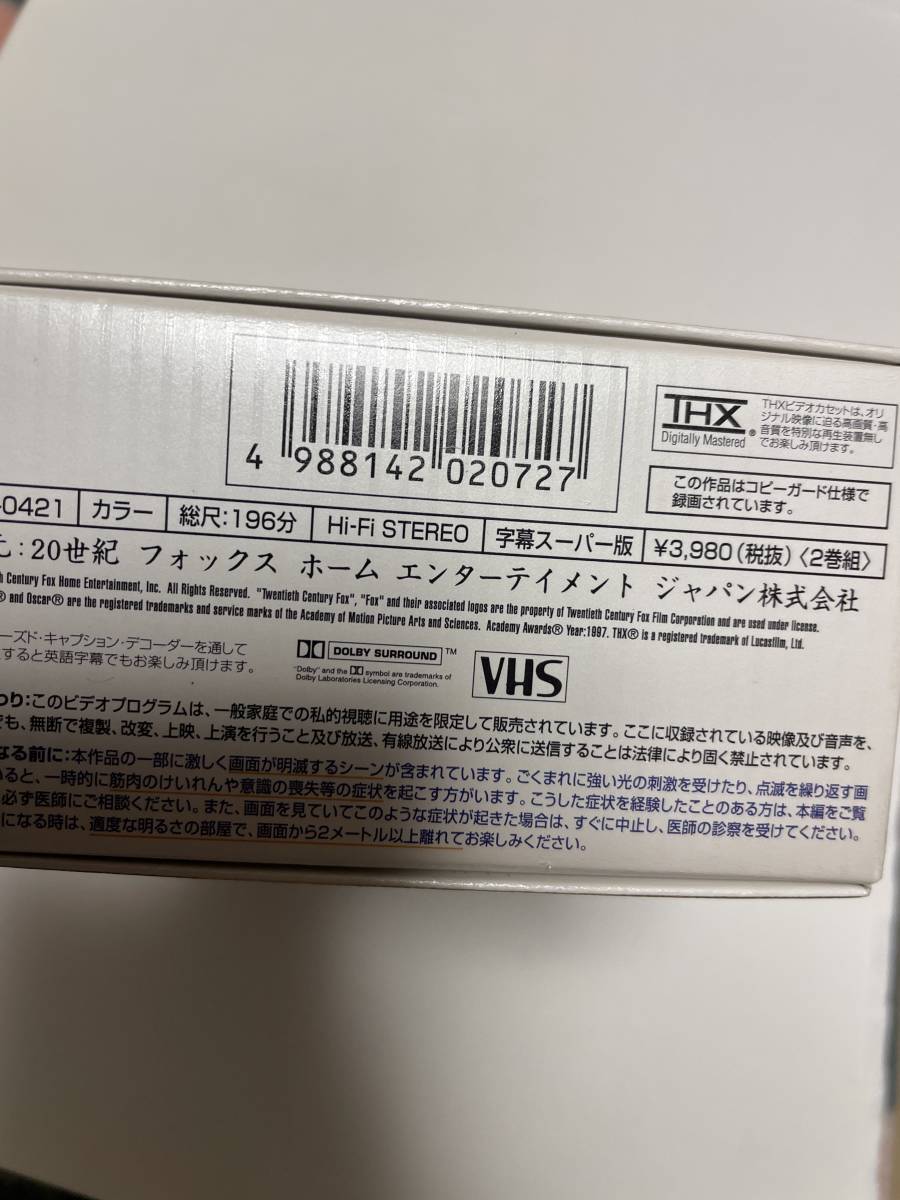 4 988142 020727
THX
Digitally Mastered ®
THXビデオカセットは、オリ
ジナル映像に迫る高画質・高
音質を特別な再生装置無し
でお楽しみ頂けます。
この作品はコピーガード仕様で
録画されています。
0421 カラー 総尺:196分 Hi-Fi STEREO 字幕スーパー版 ¥3,980(税抜)〈2巻組〉
元:20世紀 フォックス ホーム エンターテイメント ジャパン株式会社
h Century Fox Home Entertainment, Inc. All Rights Reserved. "Twentieth Century Fox", "Fox" and their associated logos are the property of Twentieth Century Fox Film Corporation and are used under license.
® and Oscar® are the registered trademarks and service marks of the Academy of Motion Picture Arts and Sciences. Academy Awards® Year:1997. THX® is a registered trademark of Lucasfilm, Ltd.
ーズド・キャプション・デコーダーを通して
すると英語字幕でもお楽しみ頂けます。
DOLBY SURROUND TM
"Dolby" and the symbol are trademarks of
Dolby Laboratories Licensing Corporation.
VHS
わり:このビデオプログラムは、一般家庭での私的視聴に用途を限定して販売されています。ここに収録されている映像及び音声を、
も、無断で複製、改変、上映、上演を行うこと及び放送、有線放送により公衆に送信することは法律により固く禁止されています。
なる前に:本作品の一部に激しく画面が明滅するシーンが含まれています。ごくまれに強い光の刺激を受けたり、点滅を繰り返す画
いると、一時的に筋肉のけいれんや意識の喪失等の症状を起こす方がいます。こうした症状を経験したことのある方は、本編をご覧
必ず医師にご相談ください。また、画面を見ていてこのような症状が起きた場合は、すぐに中止し、医師の診察を受けてください。
になる時は、適度な明るさの部屋で、画面から2メートル以上離れてお楽しみください。